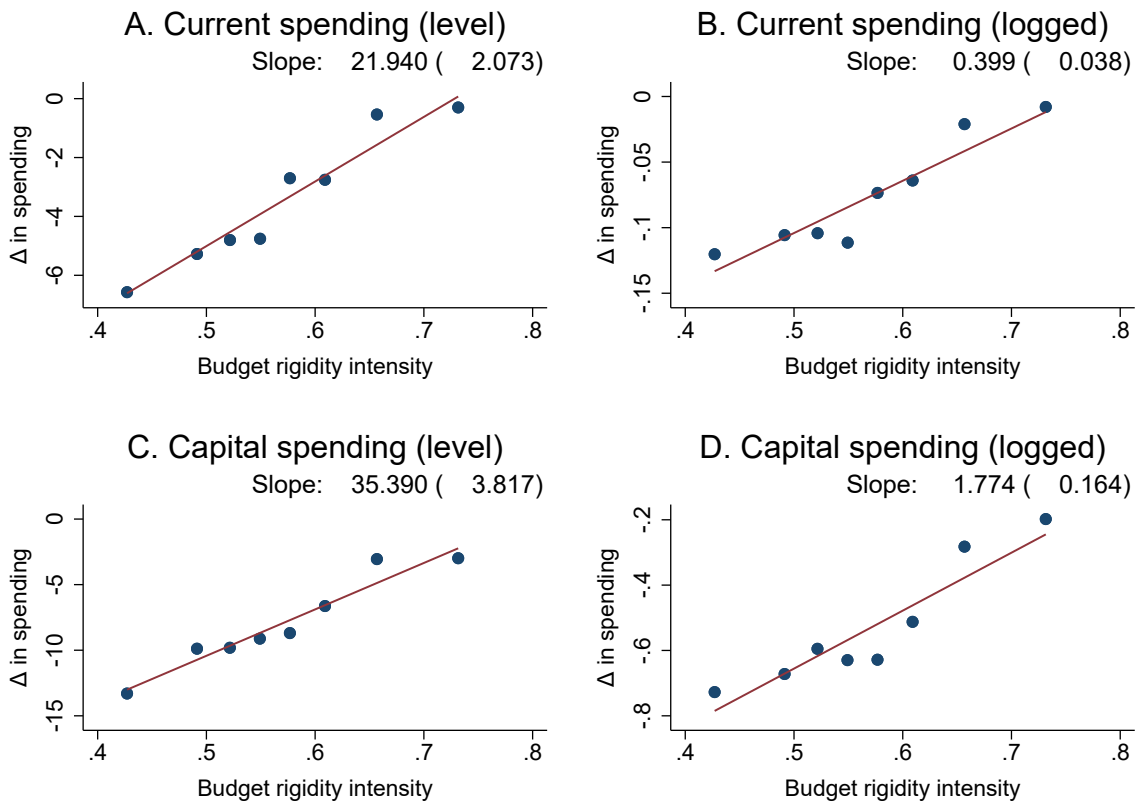 A. Current spending (level)
Slope: 21.940 ( 2.073)
Δ in spending
0
-2
-4
-6
.4 .5 .6 .7 .8
Budget rigidity intensity
B. Current spending (logged)
Slope: 0.399 ( 0.038)
Δ in spending
0
-.05
-.1
-.15
.4 .5 .6 .7 .8
Budget rigidity intensity
C. Capital spending (level)
Slope: 35.390 ( 3.817)
Δ in spending
0
-5
-10
-15
.4 .5 .6 .7 .8
Budget rigidity intensity
D. Capital spending (logged)
Slope: 1.774 ( 0.164)
Δ in spending
-.2
-.4
-.6
-.8
.4 .5 .6 .7 .8
Budget rigidity intensity